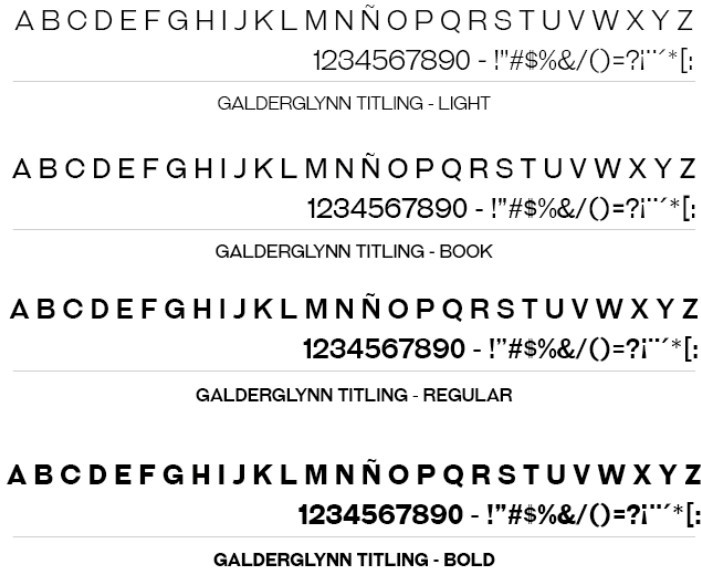 A B C D E F G H I J K L M N Ñ O P Q R S T U V W X Y Z
1234567890 - !"#$%&/()=?¡¨¨´*[:
GALDERGLYNN TITLING - LIGHT
A B C D E F G H I J K L M N Ñ O P Q R S T U V W X Y Z
1234567890 - !"#$%&/()=?¡¨¨´*[:
GALDERGLYNN TITLING - BOOK
A B C D E F G H I J K L M N Ñ O P Q R S T U V W X Y Z
1234567890 - !"#$%&/()=?¡¨¨´*[:
GALDERGLYNN TITLING - REGULAR
A B C D E F G H I J K L M N Ñ O P Q R S T U V W X Y Z
1234567890 - !"#$%&/()=?¡¨¨´*[:
GALDERGLYNN TITLING - BOLD